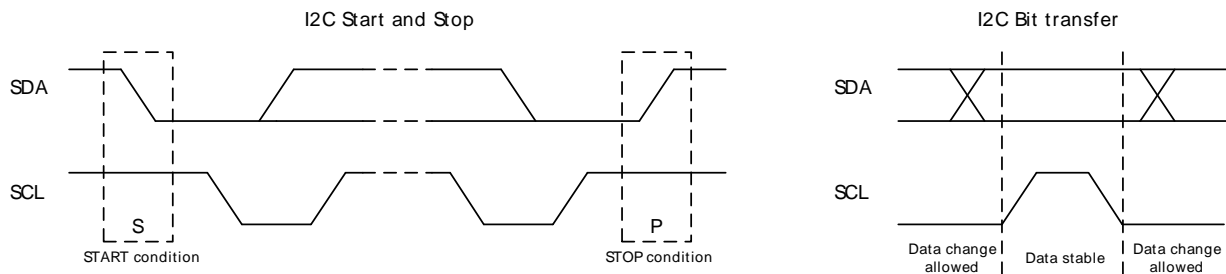 I2C Start and Stop
SDA
SCL
S
P
START condition
STOP condition
I2C Bit transfer
SDA
SCL
Data change
allowed
Data stable
Data change
allowed